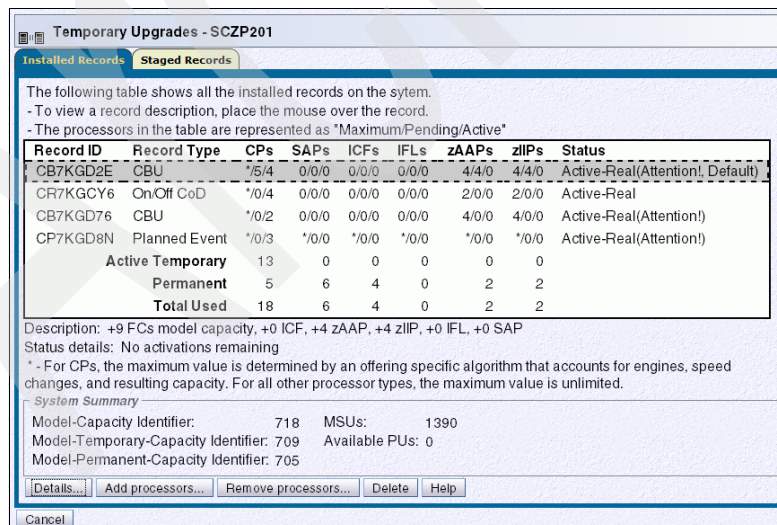 Temporary Upgrades - SCZP201
Installed Records Staged Records
The following table shows all the installed records on the sytem.
- To view a record description, place the mouse over the record.
- The processors in the table are represented as "Maximum/Pending/Active"
Record ID Record Type CPs SAPs ICFs IFLs zAAPs zIIPs Status
CB7KGD2E CBU */5/4 0/0/0 0/0/0 0/0/0 4/4/0 4/4/0 Active-Real(Attention!, Default)
CR7KGCY6 On/Off CoD */0/4 0/0/0 0/0/0 0/0/0 2/0/0 2/0/0 Active-Real
CB7KGD76 CBU */0/2 0/0/0 0/0/0 0/0/0 4/0/0 4/0/0 Active-Real(Attention!)
CP7KGD8N Planned Event */0/3 */0/0 */0/0 */0/0 */0/0 */0/0 Active-Real(Attention!)
Active Temporary 13 0 0 0 0 0
Permanent 5 6 4 0 2 2
Total Used 18 6 4 0 2 2
Description: +9 FCs model capacity, +0 ICF, +4 zAAP, +4 zIIP, +0 IFL, +0 SAP
Status details: No activations remaining
* - For CPs, the maximum value is determined by an offering specific algorithm that accounts for engines, speed
changes, and resulting capacity. For all other processor types, the maximum value is unlimited.
System Summary
Model-Capacity Identifier: 718 MSUs: 1390
Model-Temporary-Capacity Identifier: 709 Available PUs: 0
Model-Permanent-Capacity Identifier: 705
Details... Add processors... Remove processors... Delete Help
Cancel